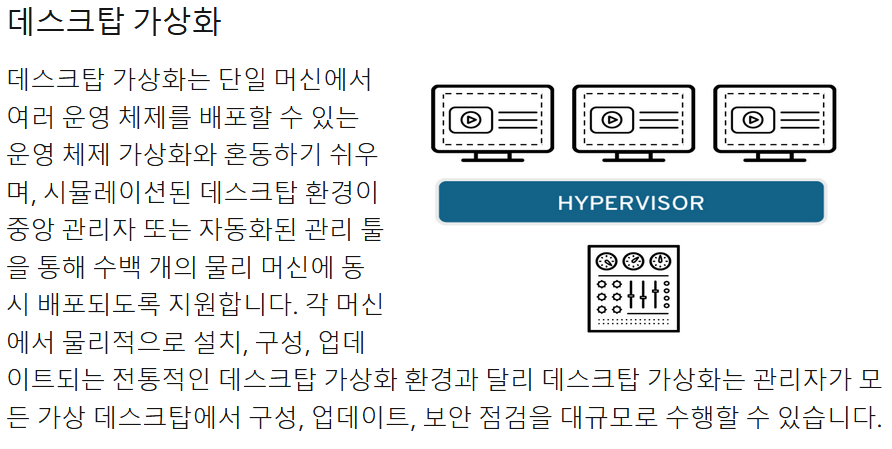 데스크탑 가상화
데스크탑 가상화는 단일 머신에서
여러 운영 체제를 배포할 수 있는
운영 체제 가상화와 혼동하기 쉬우
며, 시뮬레이션된 데스크탑 환경이
중앙 관리자 또는 자동화된 관리 툴
을 통해 수백 개의 물리 머신에 동
시 배포되도록 지원합니다. 각 머신
에서 물리적으로 설치, 구성, 업데
이트되는 전통적인 데스크탑 가상화 환경과 달리 데스크탑 가상화는 관리자가 모
든 가상 데스크탑에서 구성, 업데이트, 보안 점검을 대규모로 수행할 수 있습니다.
HYPERVISOR